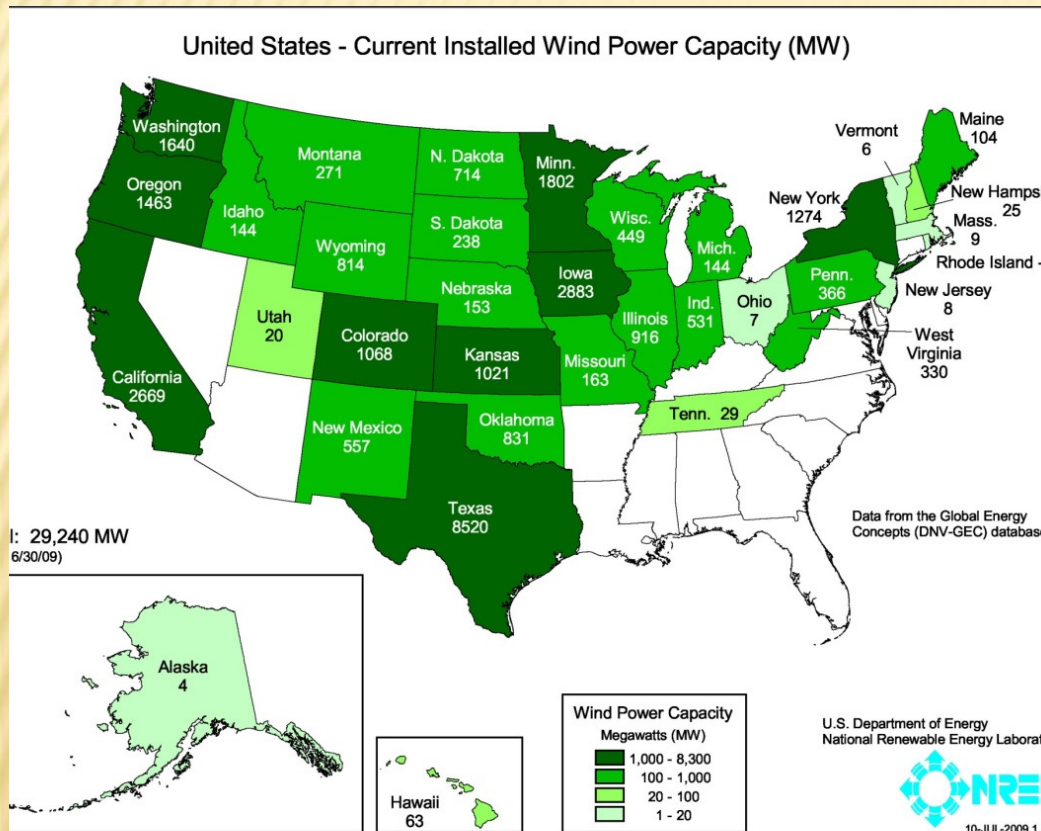 United States - Current Installed Wind Power Capacity (MW)
Washington
1640
Oregon
1463
California
2669
Idaho
144
Montana
271
Wyoming
814
Utah
20
Colorado
1068
New Mexico
557
N. Dakota
714
S. Dakota
238
Nebraska
153
Kansas
1021
Oklahoma
831
Texas
8520
Minn.
1802
Iowa
2883
Missouri
163
Wisc.
449
Illinois
916
Mich.
144
Ind.
531
Ohio
7
Tenn. 29
Penn.
366
New York
1274
Vermont
6
Maine
104
New Hamps
25
Mass.
9
Rhode Island -
New Jersey
8
West
Virginia
330
l: 29,240 MW
6/30/09)
Data from the Global Energy
Concepts (DNV-GEC) database
Alaska
4
Hawaii
63
Wind Power Capacity
Megawatts (MW)
1,000 - 8,300
100 - 1,000
20 - 100
1 - 20
U.S. Department of Energy
National Renewable Energy Laborat
NRE
10-JUL-2009 1